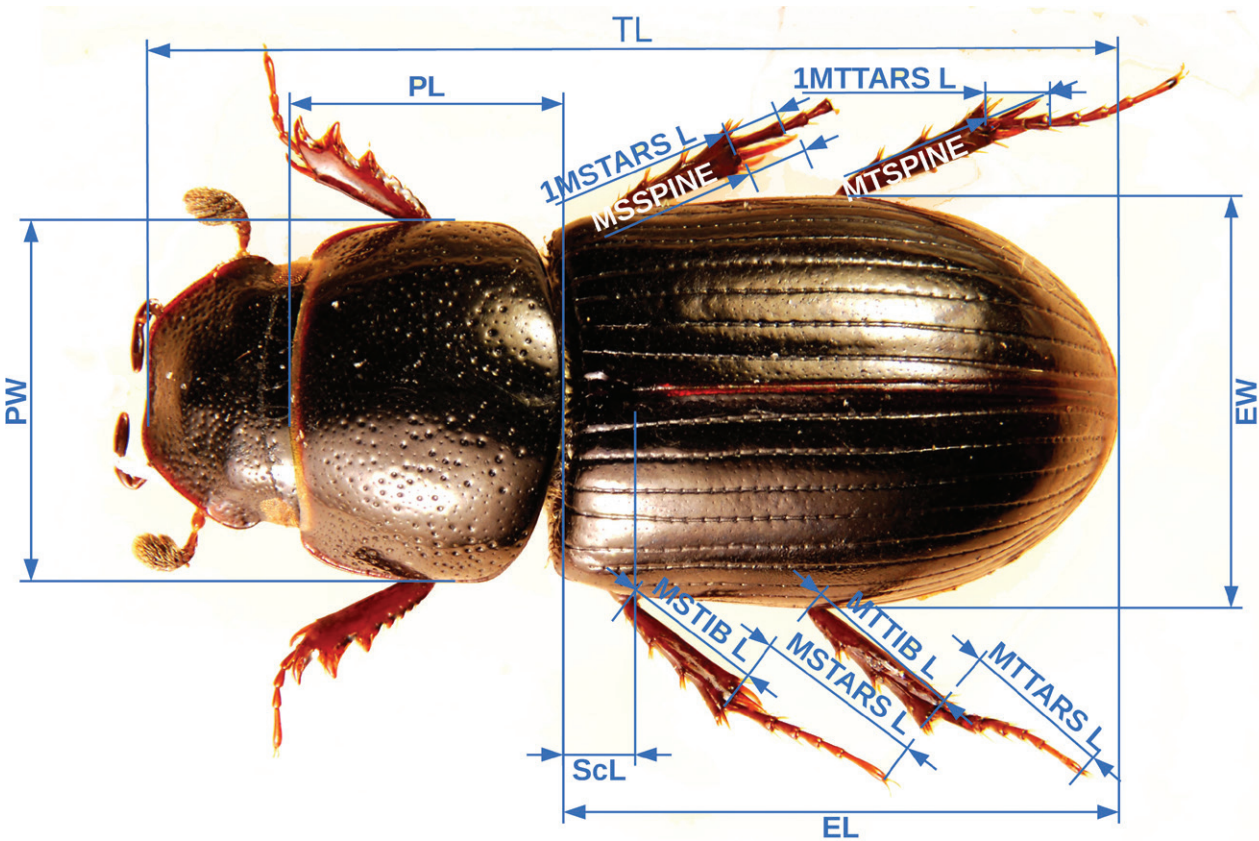 TL
PL
1MTTARS L
1MSTARS L
MSSPINE
MTSPINE
PW
EW
MSTIB L
MTTIB L
MSTARS L
MTTARS L
ScL
EL